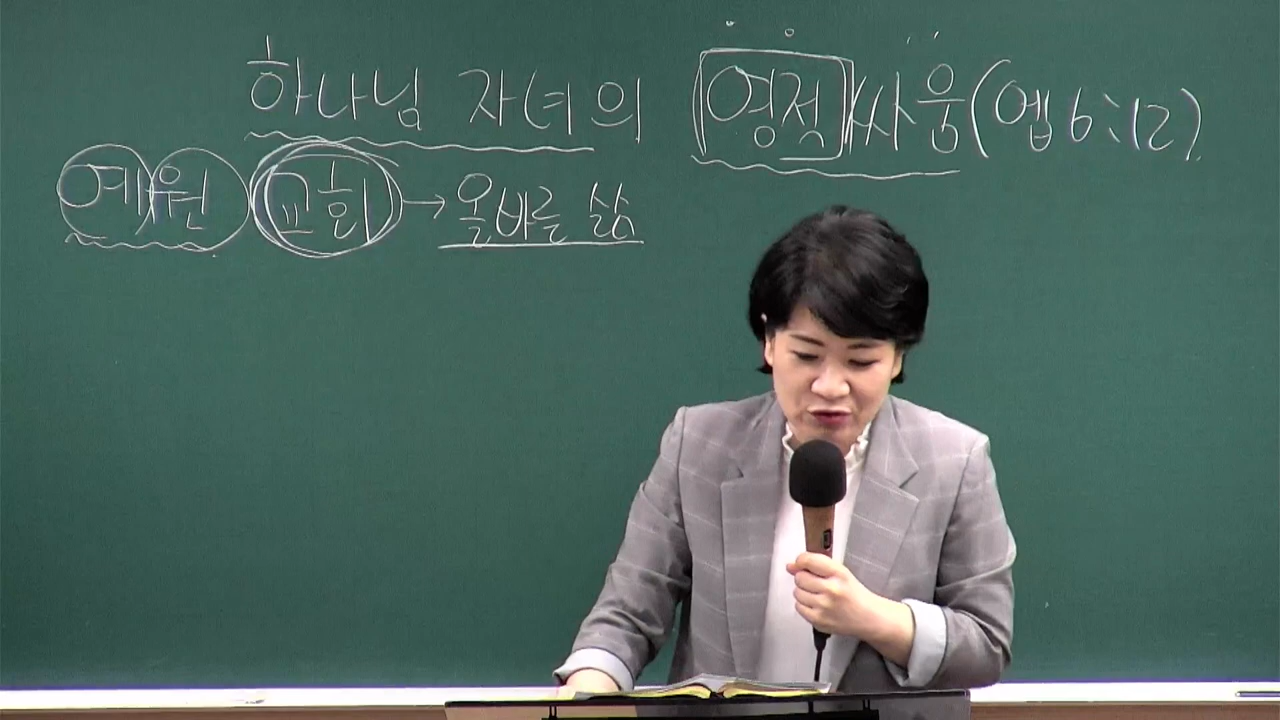 하나님 자녀의 영적 싸움(엡 6:12)
예원 교회 → 올바를 삶